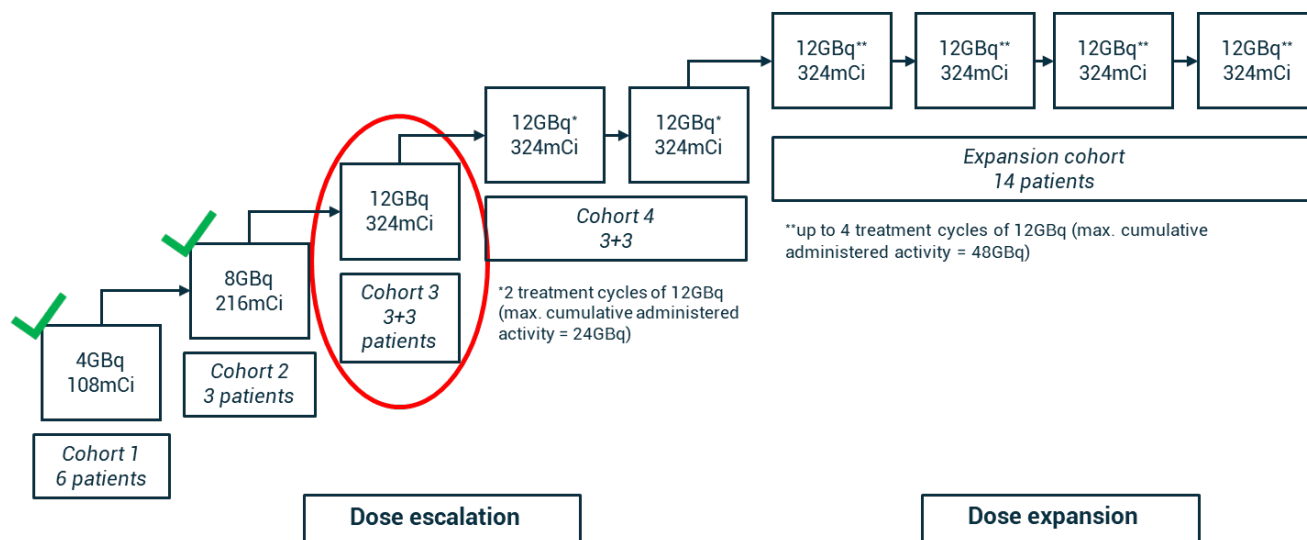 4GBq
108mCi
Cohort 1
6 patients
8GBq
216mCi
Cohort 2
3 patients
12GBq
324mCi
Cohort 3
3+3
patients
12GBq*
324mCi
12GBq*
324mCi
Cohort 4
3+3
*2 treatment cycles of 12GBq
(max. cumulative administered
activity = 24GBq)
12GBq**
324mCi
12GBq**
324mCi
12GBq**
324mCi
12GBq**
324mCi
Expansion cohort
14 patients
**up to 4 treatment cycles of 12GBq (max. cumulative
administered activity = 48GBq)
Dose escalation
Dose expansion